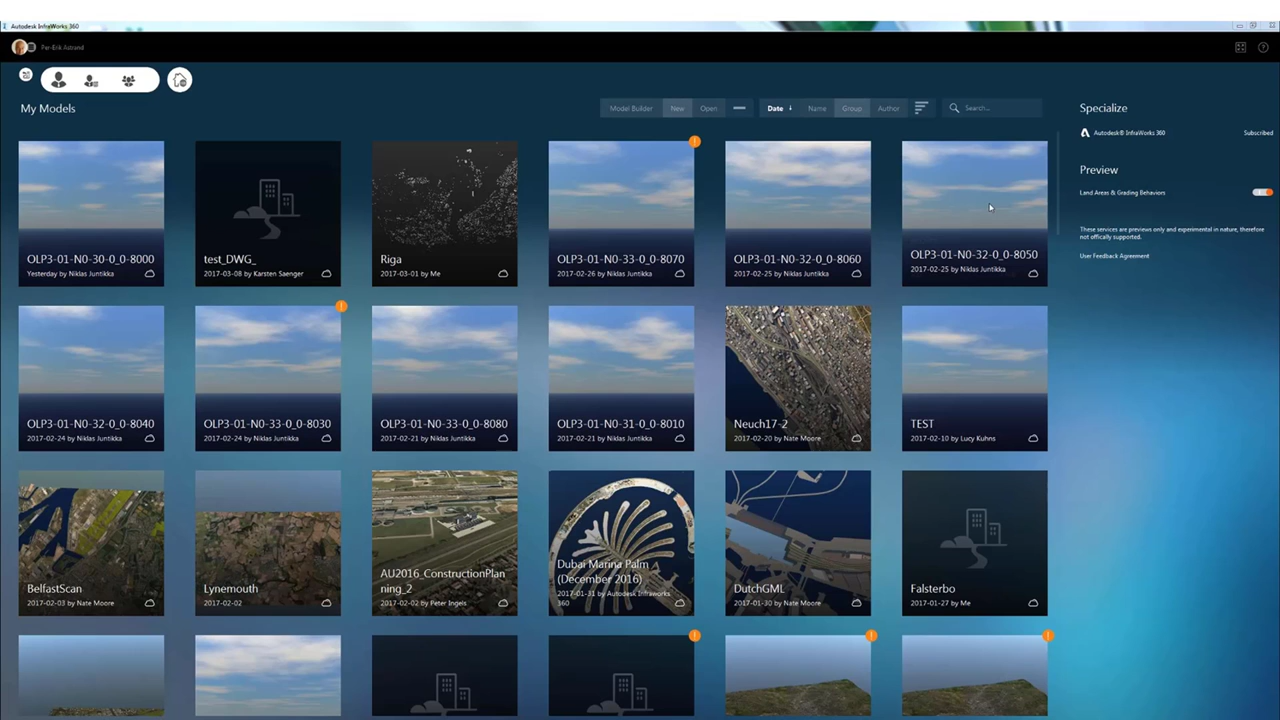 Autodesk InfraWorks 360
Per-Erik Åstrand
My Models
Model Builder New Open Date ↓ Name Group Author Search...
Specialize
Autodesk® InfraWorks 360 Subscribed
Preview
Land Areas & Grading Behaviors
These services are previews only and experimental in nature, therefore
not offically supported.
User Feedback Agreement
OLP3-01-N0-30-0_0-8000
Yesterday by Niklas Juntikka
test_DWG_
2017-03-08 by Karsten Saenger
Riga
2017-03-01 by Me
OLP3-01-N0-33-0_0-8070
2017-02-26 by Niklas Juntikka
OLP3-01-N0-32-0_0-8060
2017-02-25 by Niklas Juntikka
OLP3-01-N0-32-0_0-8050
2017-02-25 by Niklas Juntikka
OLP3-01-N0-32-0_0-8040
2017-02-24 by Niklas Juntikka
OLP3-01-N0-33-0_0-8030
2017-02-24 by Niklas Juntikka
OLP3-01-N0-33-0_0-8080
2017-02-21 by Niklas Juntikka
OLP3-01-N0-31-0_0-8010
2017-02-21 by Niklas Juntikka
Neuch17-2
2017-02-20 by Nate Moore
TEST
2017-02-10 by Lucy Kuhns
BelfastScan
2017-02-03 by Nate Moore
Lynemouth
2017-02-02
AU2016_ConstructionPlan
ning_2
2017-02-02 by Peter Ingels
Dubai Marina Palm
(December 2016)
2017-01-31 by Autodesk Infraworks
360
DutchGML
2017-01-30 by Nate Moore
Falsterbo
2017-01-27 by Me